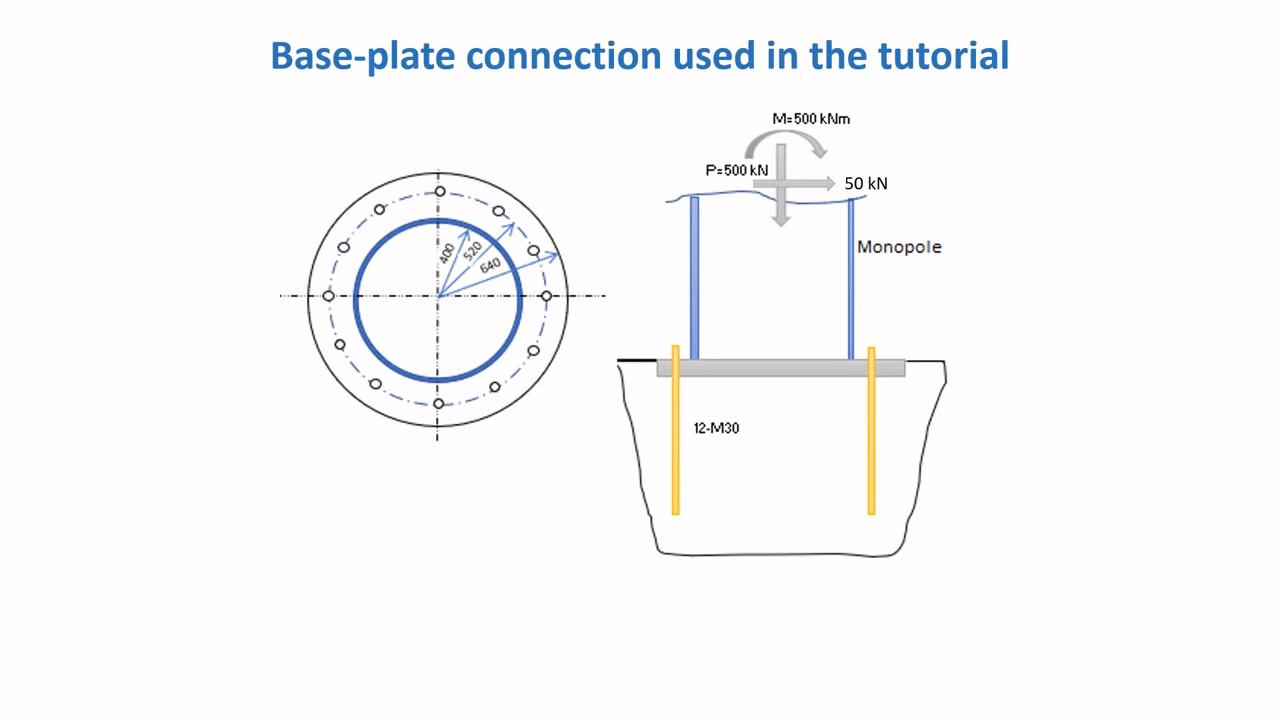 Base-plate connection used in the tutorial
M=500 kNm
P=500 kN
50 kN
Monopole
400
520
640
12-M30